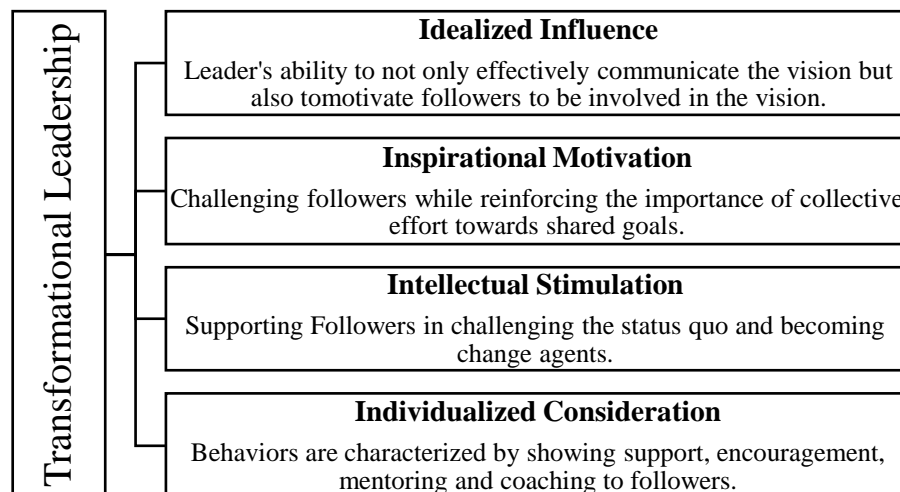 Transformational Leadership
Idealized Influence
Leader's ability to not only effectively communicate the vision but
also tomotivate followers to be involved in the vision.
Inspirational Motivation
Challenging followers while reinforcing the importance of collective
effort towards shared goals.
Intellectual Stimulation
Supporting Followers in challenging the status quo and becoming
change agents.
Individualized Consideration
Behaviors are characterized by showing support, encouragement,
mentoring and coaching to followers.